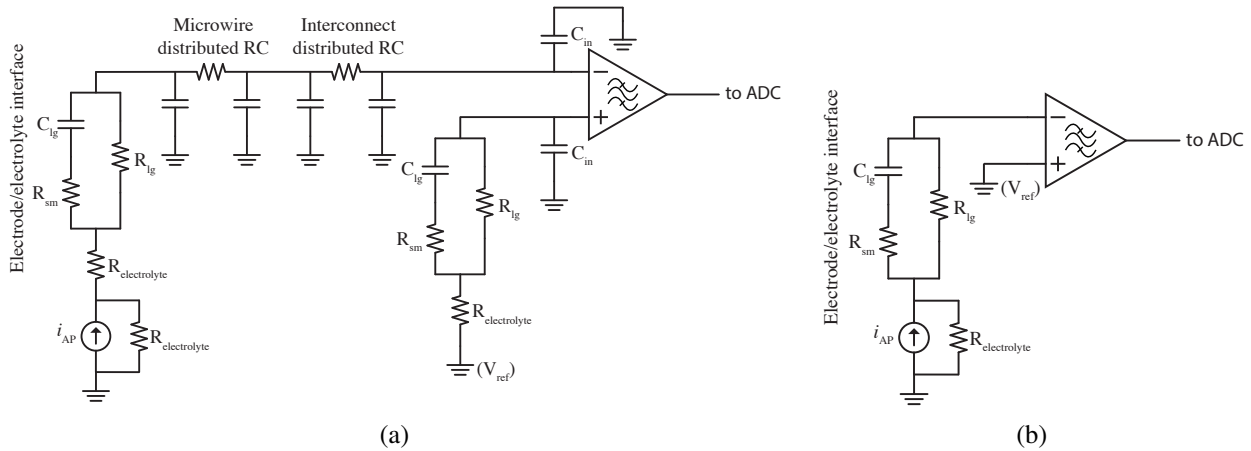 Microwire
distributed RC
Interconnect
distributed RC
C_in
to ADC
Electrode/electrolyte interface
C_lg
R_lg
R_sm
R_electrolyte
i_AP
R_electrolyte
−
+
C_in
C_lg
R_lg
R_sm
R_electrolyte
(V_ref)
(a)
Electrode/electrolyte interface
C_lg
R_lg
R_sm
i_AP
R_electrolyte
−
+
(V_ref)
to ADC
(b)